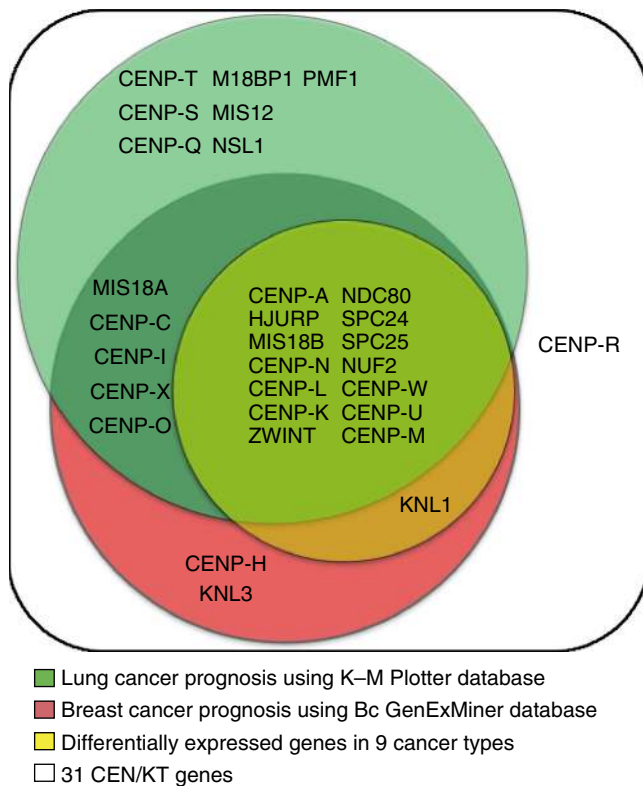 CENP-T M18BP1 PMF1
CENP-S MIS12
CENP-Q NSL1
MIS18A
CENP-C
CENP-I
CENP-X
CENP-O
CENP-A NDC80
HJURP SPC24
MIS18B SPC25
CENP-N NUF2
CENP-L CENP-W
CENP-K CENP-U
ZWINT CENP-M
CENP-R
KNL1
CENP-H
KNL3
Lung cancer prognosis using K–M Plotter database
Breast cancer prognosis using Bc GenExMiner database
Differentially expressed genes in 9 cancer types
31 CEN/KT genes